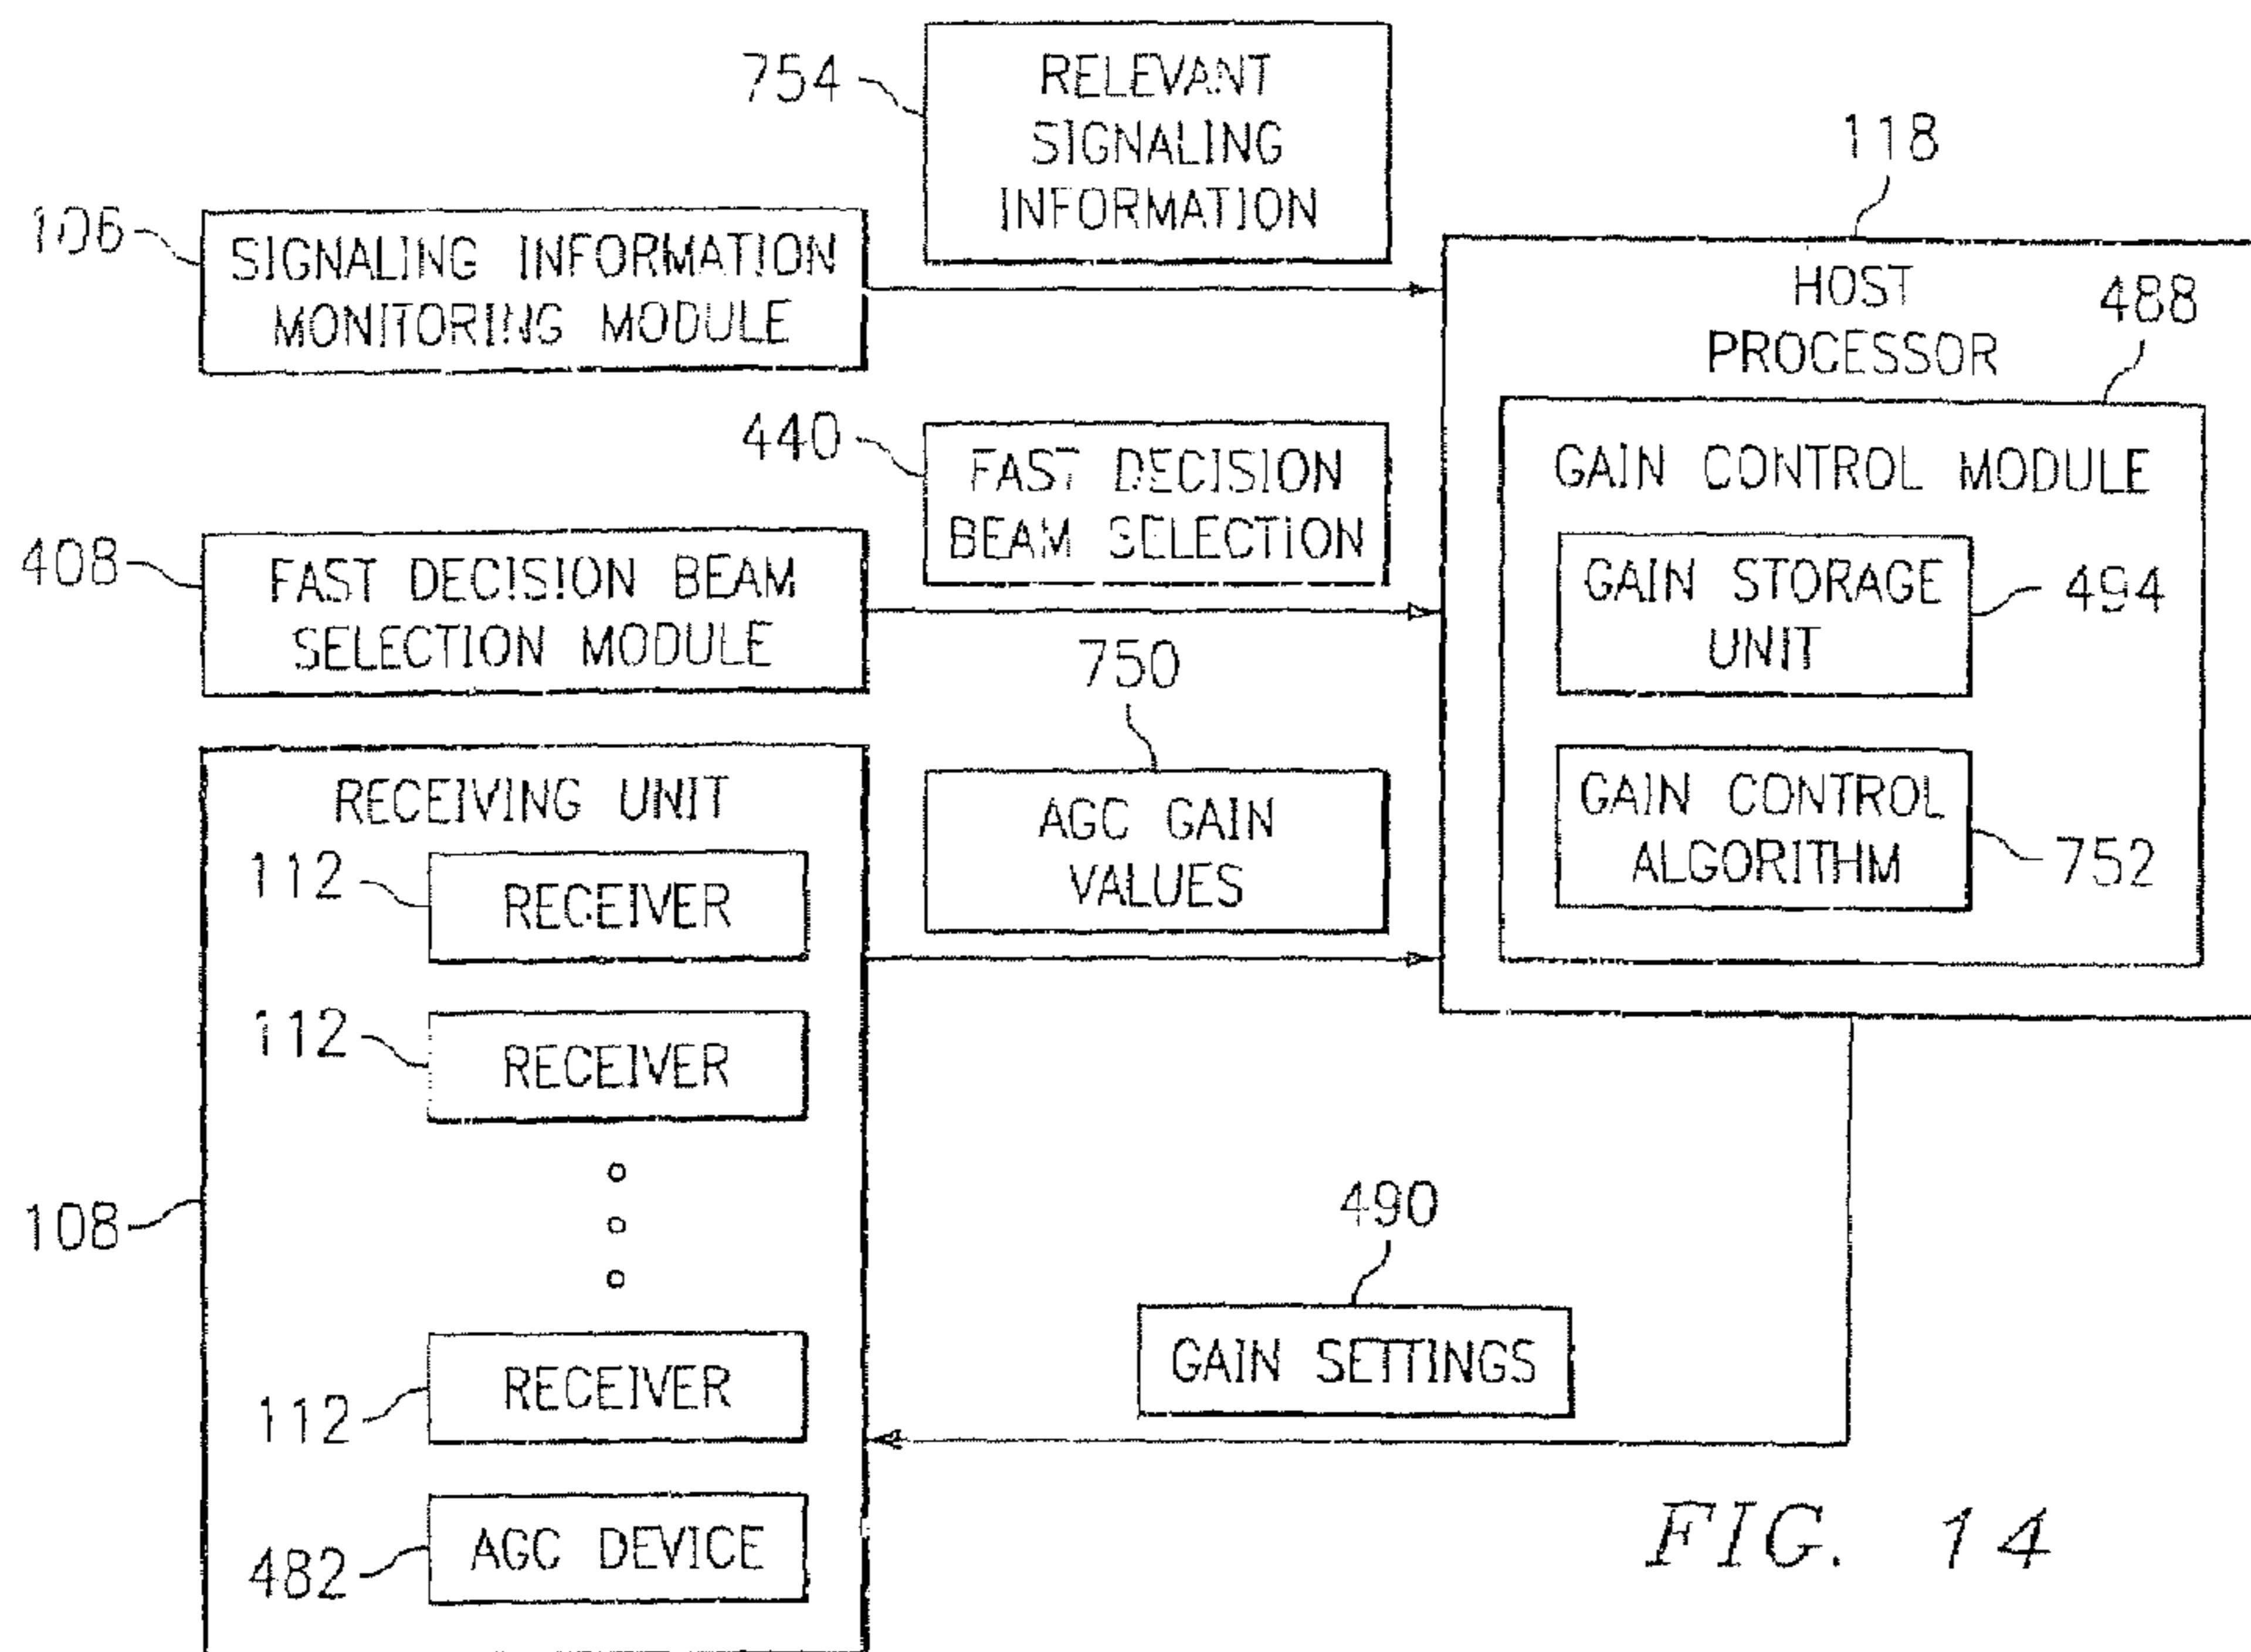 754
RELEVANT
SIGNALING
INFORMATION
118
106
SIGNALING INFORMATION
MONITORING MODULE
HOST
PROCESSOR
488
440
FAST DECISION
BEAM SELECTION
GAIN CONTROL MODULE
408
FAST DECISION BEAM
SELECTION MODULE
GAIN STORAGE
UNIT
494
750
AGC GAIN
VALUES
GAIN CONTROL
ALGORITHM
752
RECEIVING UNIT
112
RECEIVER
112
RECEIVER
108
490
GAIN SETTINGS
112
RECEIVER
482
AGC DEVICE
FIG. 14